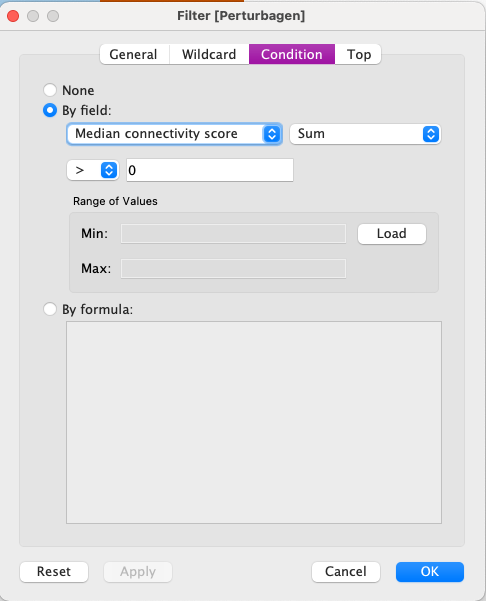 Filter [Perturbagen]
General Wildcard Condition Top
None
By field:
Median connectivity score Sum
> 0
Range of Values
Min: Load
Max:
By formula:
Reset Apply Cancel OK